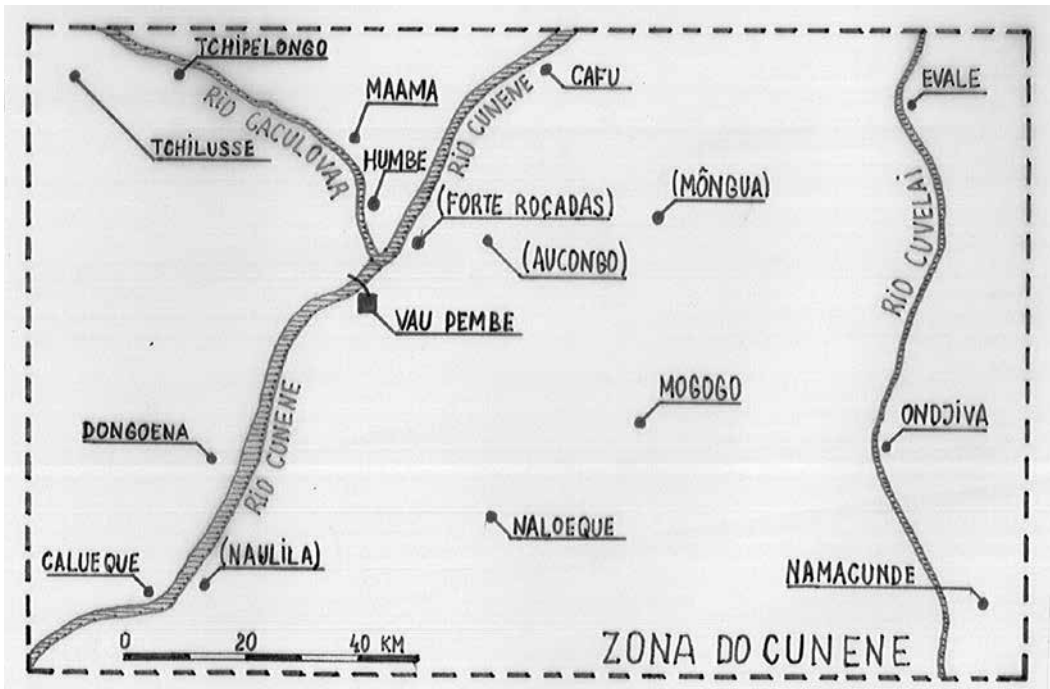 TCHIPELONGO
CAFU
EVALE
MAAMA
RIO CACULOVAR
RIO CUNENE
TCHILUSSE
HUMBE
(MÔNGUA)
(FORTE ROÇADAS)
(AUCONGO)
RIO CUVELAI
VAU PEMBE
MOGOGO
DONGOENA
RIO CUNENE
ONDJIVA
NALOEQUE
CALUEQUE
(NAULILA)
NAMACUNDE
0 20 40 KM
ZONA DO CUNENE